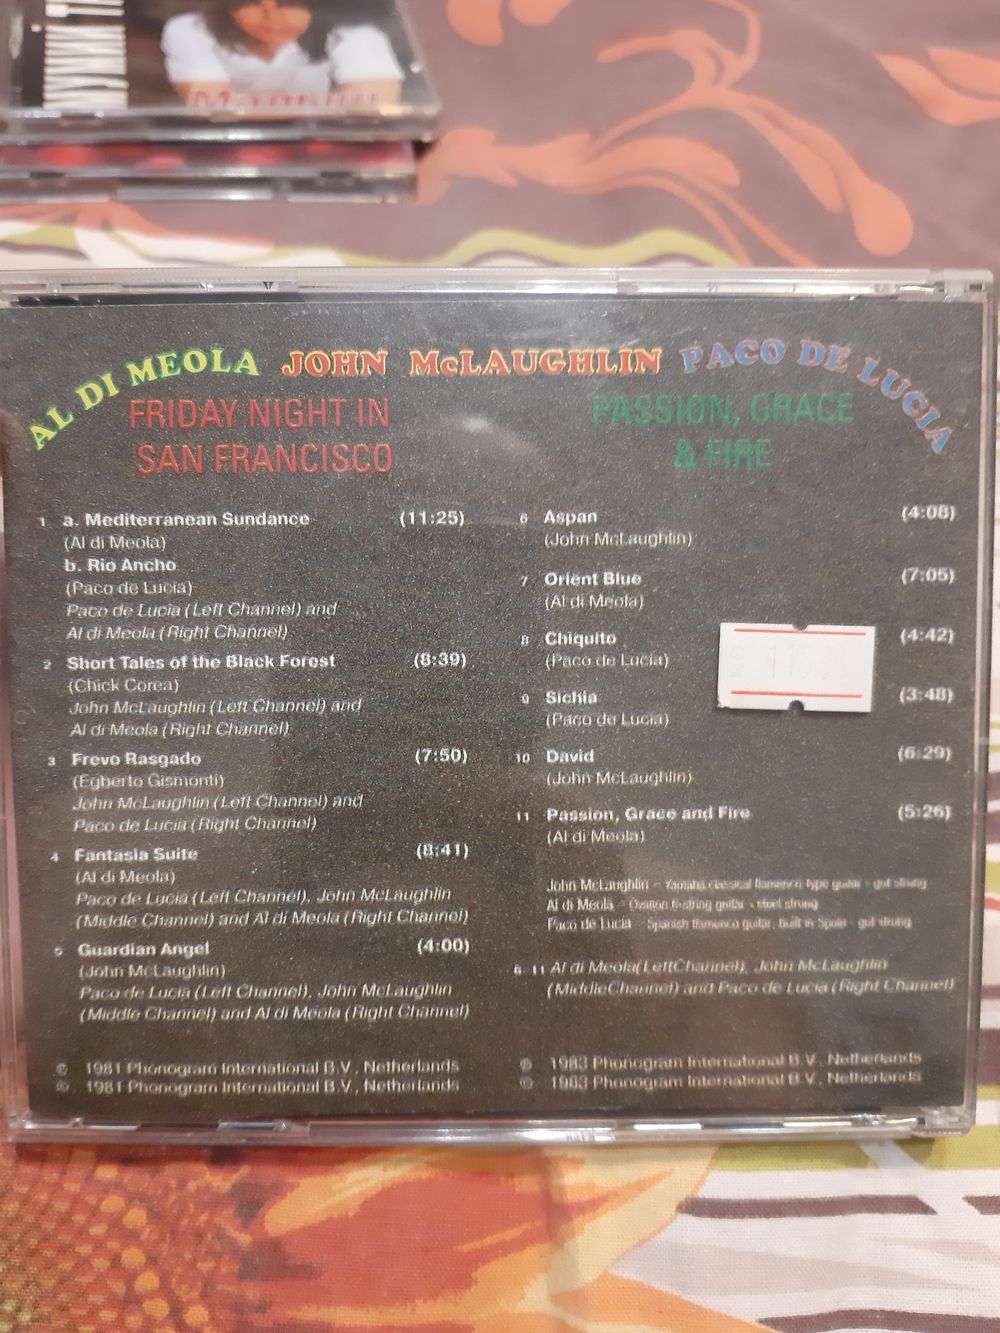 AL DI MEOLA JOHN McLAUGHLIN PACO DE LUCIA
FRIDAY NIGHT IN
SAN FRANCISCO
1 a. Mediterranean Sundance (11:25)
(Al di Meola)
b. Rio Ancho
(Paco de Lucia)
Paco de Lucia (Left Channel) and
Al di Meola (Right Channel)
2 Short Tales of the Black Forest (8:39)
(Chick Corea)
John McLaughlin (Left Channel) and
Al di Meola (Right Channel)
3 Frevo Rasgado (7:50)
(Egberto Gismonti)
John McLaughlin (Left Channel) and
Paco de Lucia (Right Channel)
4 Fantasia Suite (8:41)
(Al di Meola)
Paco de Lucia (Left Channel), John McLaughlin
(Middle Channel) and Al di Meola (Right Channel)
5 Guardian Angel (4:00)
(John McLaughlin)
Paco de Lucia (Left Channel), John McLaughlin
(Middle Channel) and Al di Meola (Right Channel)
℗ 1981 Phonogram International B.V., Netherlands
© 1981 Phonogram International B.V., Netherlands
PASSION, GRACE
& FIRE
6 Aspan (4:08)
(John McLaughlin)
7 Orient Blue (7:05)
(Al di Meola)
8 Chiquito (4:42)
(Paco de Lucia)
9 Sichia (3:48)
(Paco de Lucia)
10 David (6:29)
(John McLaughlin)
11 Passion, Grace and Fire (5:26)
(Al di Meola)
John McLaughlin – Yamaha classical flamenco type guitar - gut strung
Al di Meola – Ovation 6-string guitar - steel strung
Paco de Lucia – Spanish flamenco guitar, built in Spain - gut strung
6-11 Al di Meola(LeftChannel), John McLaughlin
(MiddleChannel) and Paco de Lucia (Right Channel)
℗ 1983 Phonogram International B.V., Netherlands
© 1983 Phonogram International B.V., Netherlands